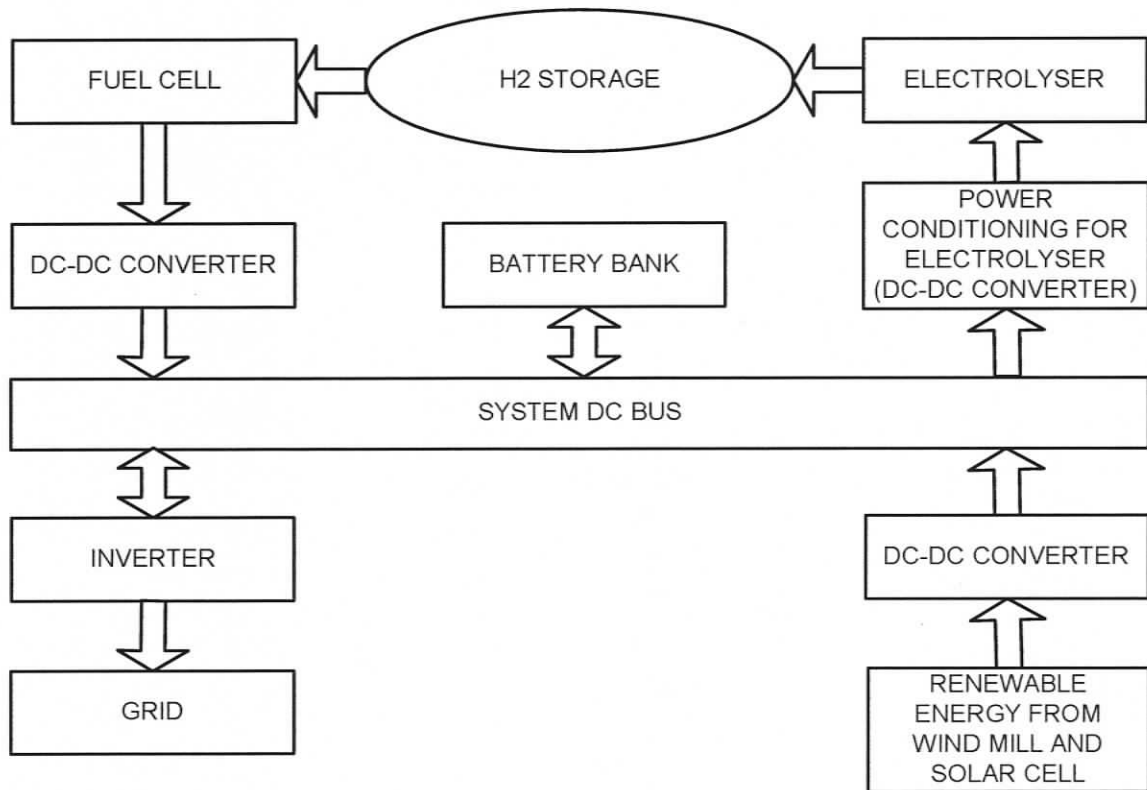 FUEL CELL
H2 STORAGE
ELECTROLYSER
DC-DC CONVERTER
BATTERY BANK
POWER
CONDITIONING FOR
ELECTROLYSER
(DC-DC CONVERTER)
SYSTEM DC BUS
INVERTER
DC-DC CONVERTER
GRID
RENEWABLE
ENERGY FROM
WIND MILL AND
SOLAR CELL